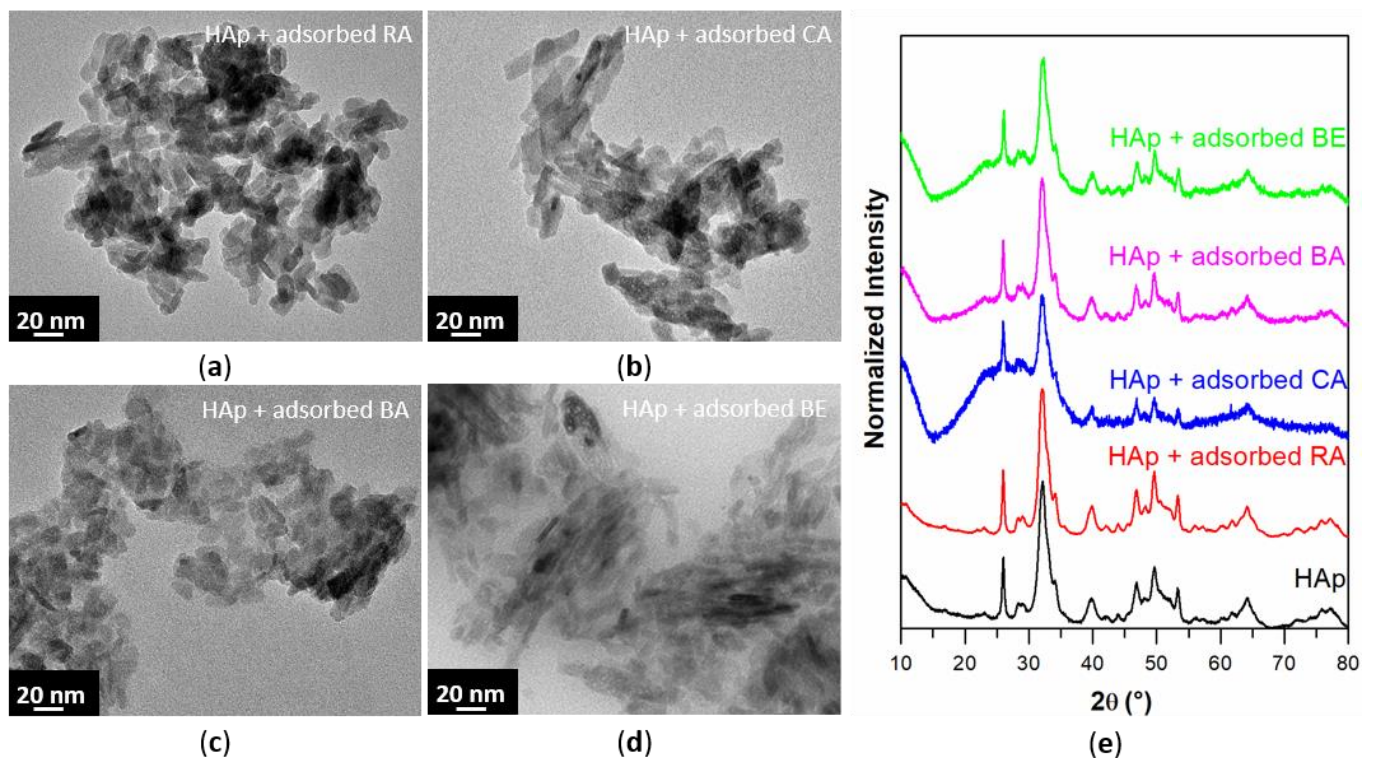 HAp + adsorbed RA
20 nm
(a)
HAp + adsorbed CA
20 nm
(b)
HAp + adsorbed BA
20 nm
(c)
HAp + adsorbed BE
20 nm
(d)
Normalized Intensity
HAp + adsorbed BE
HAp + adsorbed BA
HAp + adsorbed CA
HAp + adsorbed RA
HAp
10 20 30 40 50 60 70 80
2θ (°)
(e)